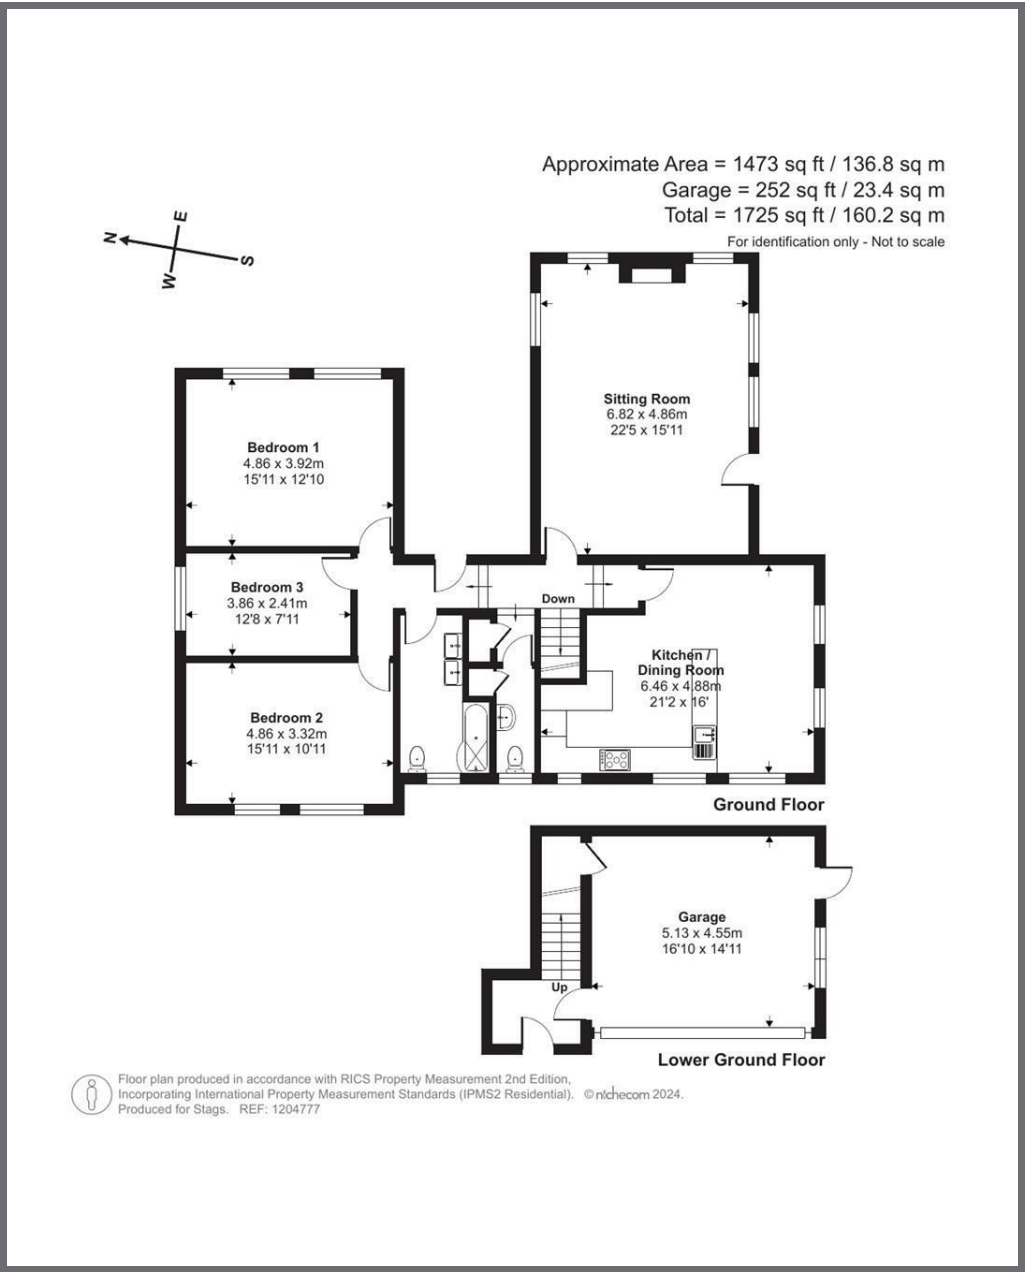 Approximate Area = 1473 sq ft / 136.8 sq m
Garage = 252 sq ft / 23.4 sq m
Total = 1725 sq ft / 160.2 sq m
For identification only - Not to scale
N
E
S
W
Sitting Room
6.82 x 4.86m
22'5 x 15'11
Bedroom 1
4.86 x 3.92m
15'11 x 12'10
Bedroom 3
3.86 x 2.41m
12'8 x 7'11
Down
Kitchen /
Dining Room
6.46 x 4.88m
21'2 x 16'
Bedroom 2
4.86 x 3.32m
15'11 x 10'11
Ground Floor
Garage
5.13 x 4.55m
16'10 x 14'11
Up
Lower Ground Floor
Floor plan produced in accordance with RICS Property Measurement 2nd Edition,
Incorporating International Property Measurement Standards (IPMS2 Residential). © nichecom 2024.
Produced for Stags. REF: 1204777